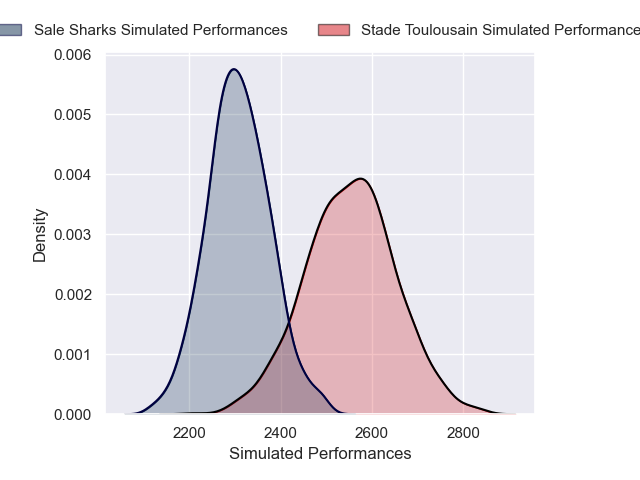 Sale Sharks Simulated Performances
Stade Toulousain Simulated Performance
0.006
0.005
0.004
0.003
0.002
0.001
0.000
Density
2200
2400
2600
2800
Simulated Performances